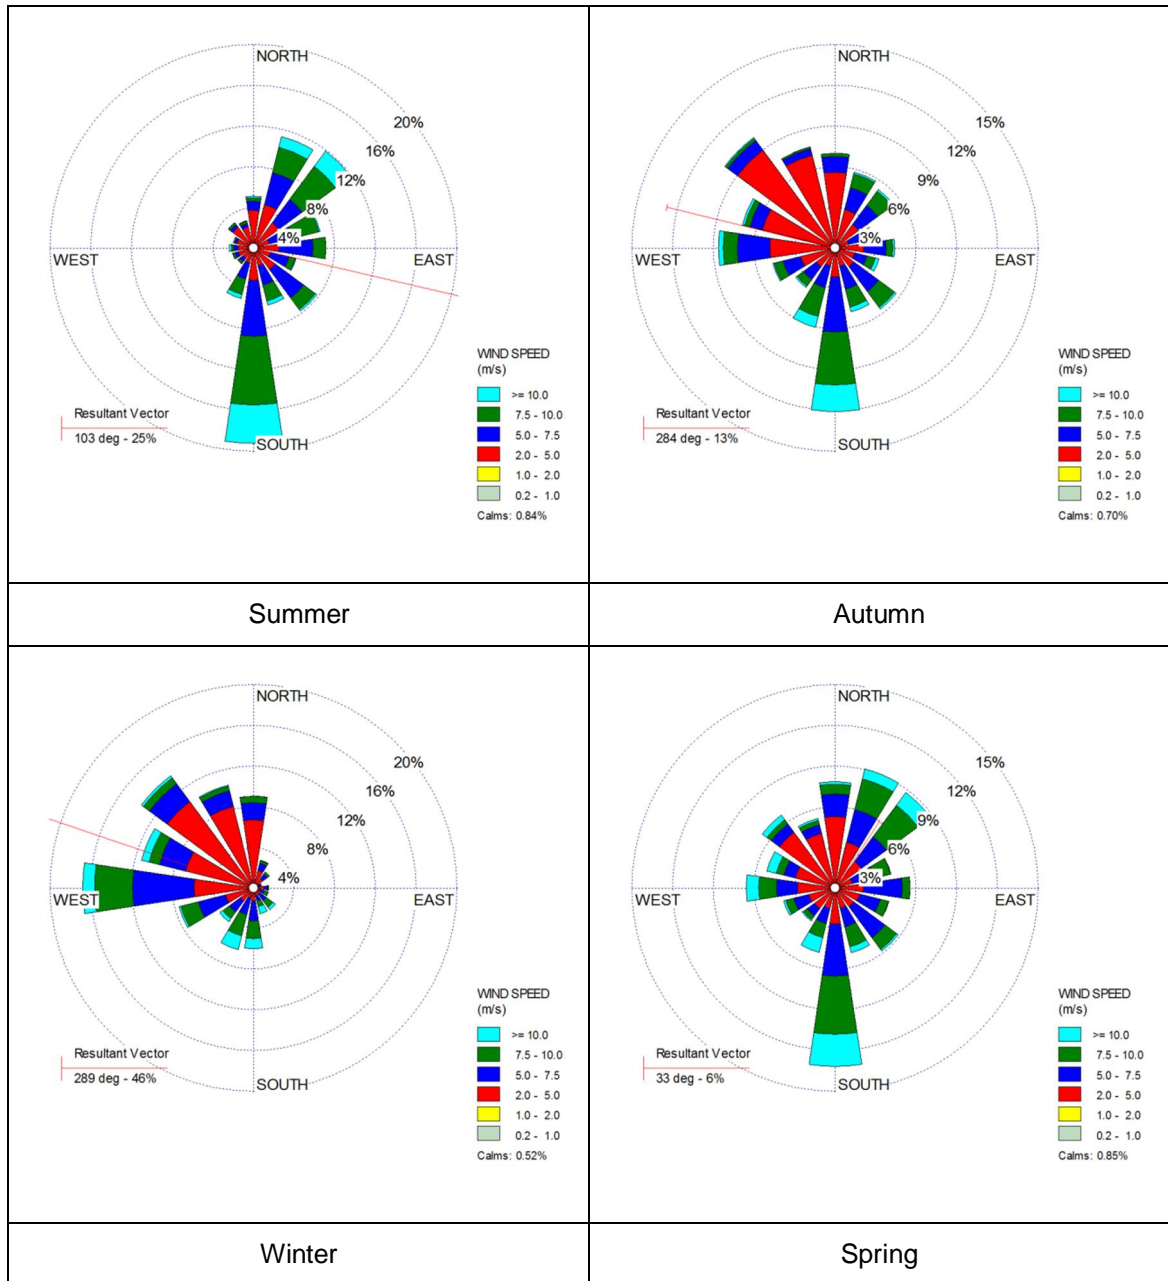 NORTH
20%
16%
12%
8%
4%
WEST
EAST
WIND SPEED
(m/s)
>= 10.0
7.5 - 10.0
5.0 - 7.5
2.0 - 5.0
1.0 - 2.0
0.2 - 1.0
Calms: 0.84%
Resultant Vector
103 deg - 25%
SOUTH
NORTH
15%
12%
9%
6%
3%
WEST
EAST
WIND SPEED
(m/s)
>= 10.0
7.5 - 10.0
5.0 - 7.5
2.0 - 5.0
1.0 - 2.0
0.2 - 1.0
Calms: 0.70%
Resultant Vector
284 deg - 13%
SOUTH
Summer
Autumn
NORTH
20%
16%
12%
8%
4%
WEST
EAST
WIND SPEED
(m/s)
>= 10.0
7.5 - 10.0
5.0 - 7.5
2.0 - 5.0
1.0 - 2.0
0.2 - 1.0
Calms: 0.52%
Resultant Vector
289 deg - 46%
SOUTH
NORTH
15%
12%
9%
6%
3%
WEST
EAST
WIND SPEED
(m/s)
>= 10.0
7.5 - 10.0
5.0 - 7.5
2.0 - 5.0
1.0 - 2.0
0.2 - 1.0
Calms: 0.85%
Resultant Vector
33 deg - 6%
SOUTH
Winter
Spring